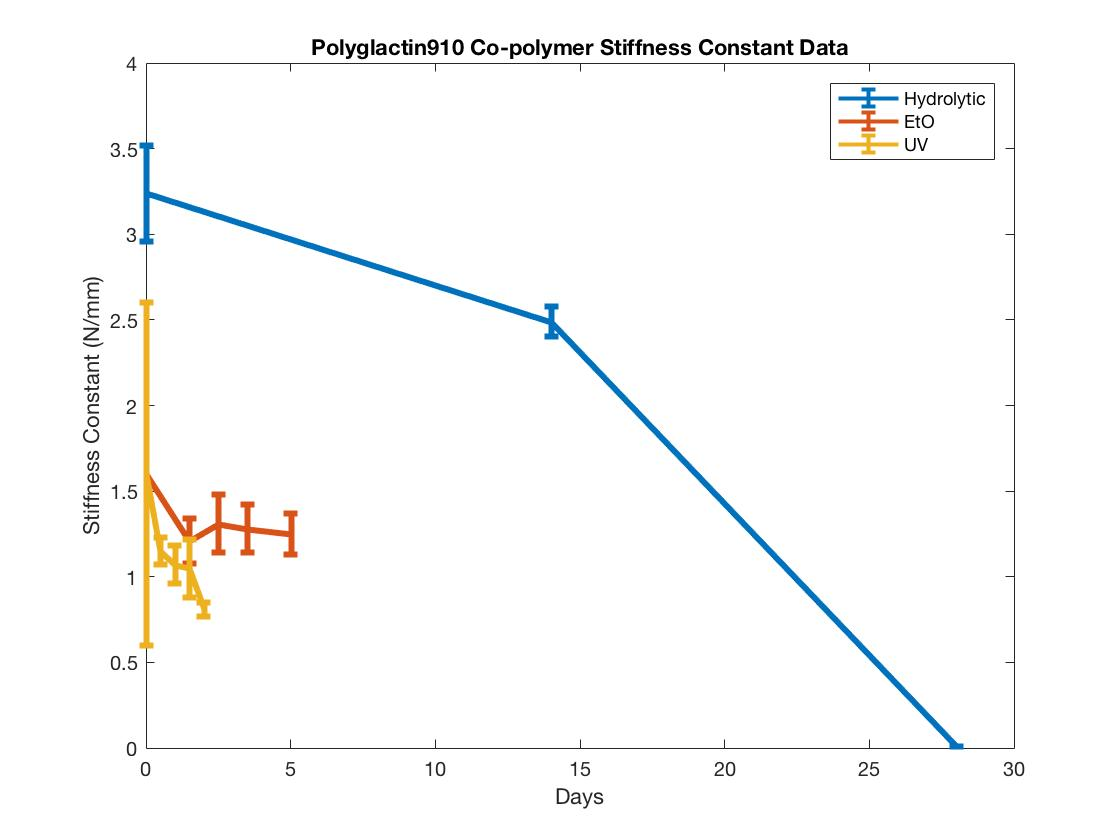 Polyglactin910 Co-polymer Stiffness Constant Data
4
3.5
3
2.5
2
1.5
1
0.5
0
Stiffness Constant (N/mm)
Hydrolytic
EtO
UV
0 5 10 15 20 25 30
Days